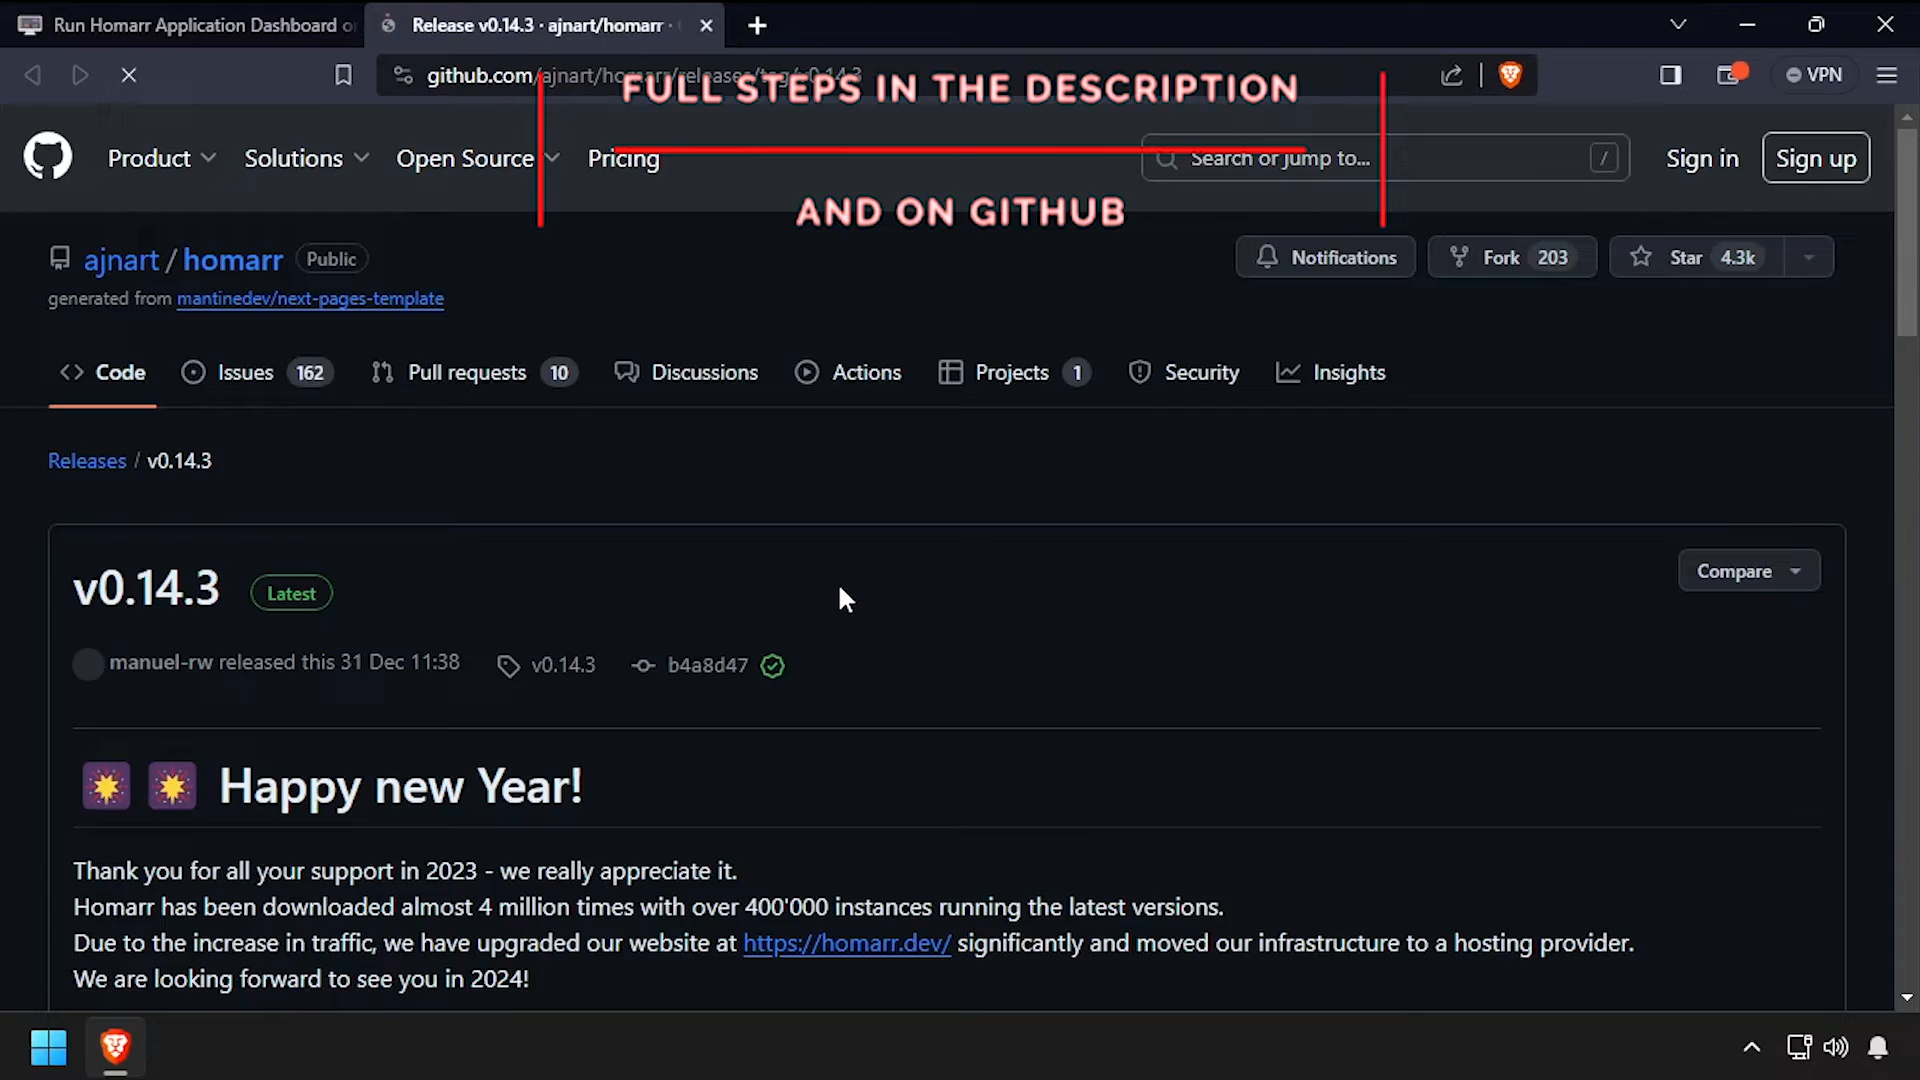 Run Homarr Application Dashboard o
Release v0.14.3 · ajnart/homarr ·
github.com/ajnart/homarr/releases/tag/v0.14.3
VPN
FULL STEPS IN THE DESCRIPTION
Product
Solutions
Open Source
Pricing
Search or jump to...
/
Sign in
Sign up
AND ON GITHUB
ajnart / homarr
Public
Notifications
Fork 203
Star 4.3k
generated from mantinedev/next-pages-template
Code
Issues 162
Pull requests 10
Discussions
Actions
Projects 1
Security
Insights
Releases / v0.14.3
v0.14.3
Latest
Compare
manuel-rw released this 31 Dec 11:38
v0.14.3
b4a8d47
Happy new Year!
Thank you for all your support in 2023 - we really appreciate it.
Homarr has been downloaded almost 4 million times with over 400'000 instances running the latest versions.
Due to the increase in traffic, we have upgraded our website at https://homarr.dev/ significantly and moved our infrastructure to a hosting provider.
We are looking forward to see you in 2024!